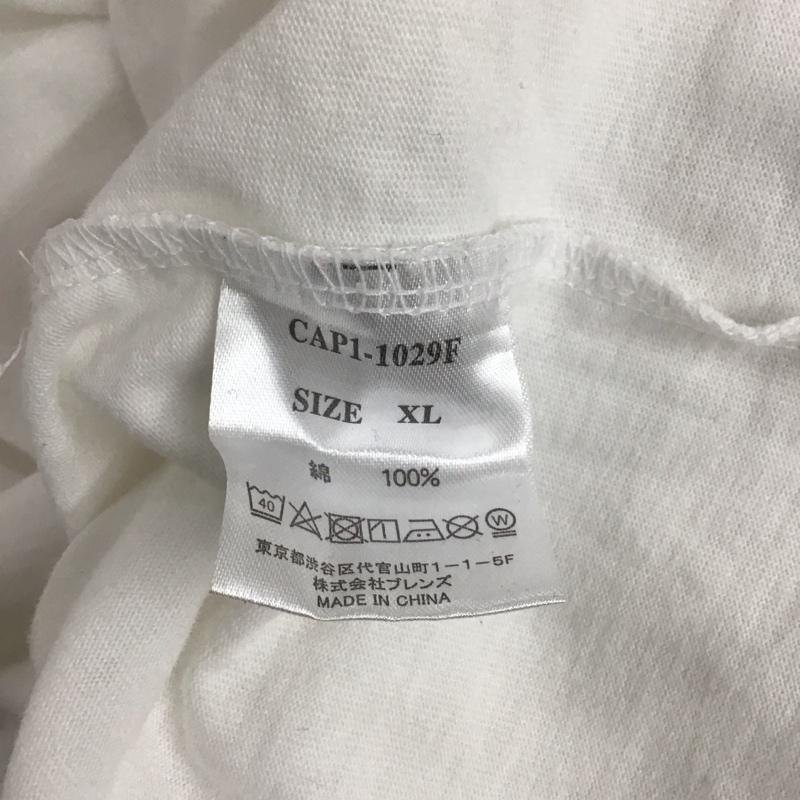 CAP1-1029F
SIZE XL
綿 100%
40 W
東京都渋谷区代官山町1-1-5F
株式会社ブレンズ
MADE IN CHINA